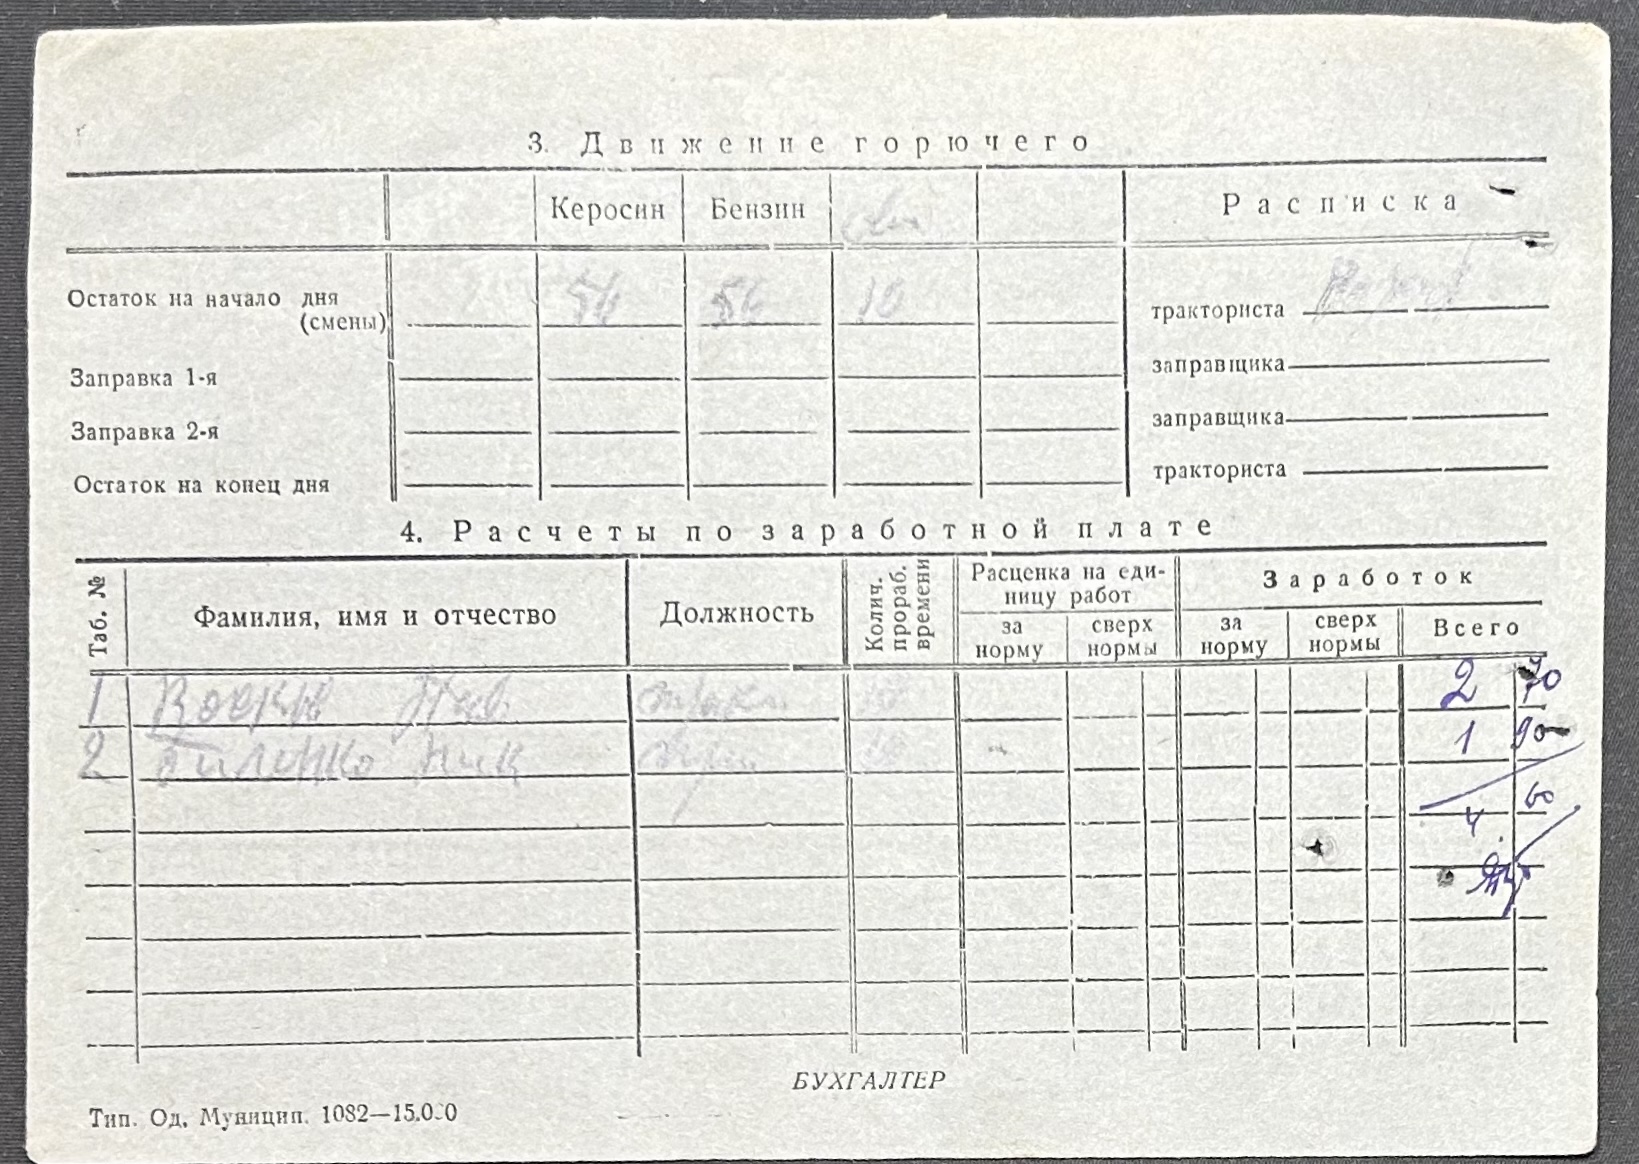 3. Движение горючего
Керосин Бензин Расписка
Остаток на начало дня
(смены) 10 тракториста
Заправка 1-я заправщика
Заправка 2-я заправщика
Остаток на конец дня тракториста
4. Расчеты по заработной плате
Таб. № Фамилия, имя и отчество Должность Колич. прораб. времени Расценка на еди-
ницу работ Заработок
за
норму сверх
нормы за
норму сверх
нормы Всего
1 2 70
2 Ник 1 90
4 60
БУХГАЛТЕР
Тип. Од. Муницип. 1082—15.000